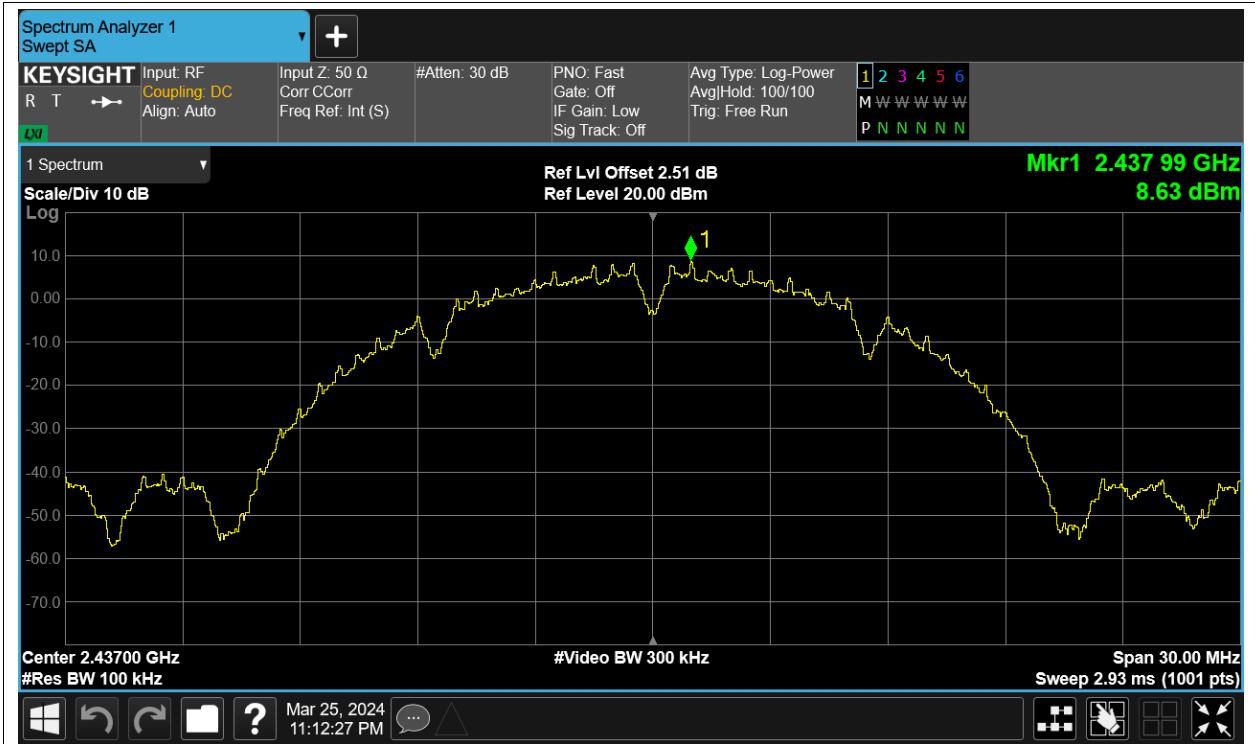 Spectrum Analyzer 1
Swept SA
KEYSIGHT
R T
LXI
Input: RF
Coupling: DC
Align: Auto
Input Z: 50 Ω
Corr CCorr
Freq Ref: Int (S)
#Atten: 30 dB
PNO: Fast
Gate: Off
IF Gain: Low
Sig Track: Off
Avg Type: Log-Power
Avg|Hold: 100/100
Trig: Free Run
1 2 3 4 5 6
M W W W W W
P N N N N N
1 Spectrum
Scale/Div 10 dB
Ref Lvl Offset 2.51 dB
Ref Level 20.00 dBm
Mkr1 2.437 99 GHz
8.63 dBm
Log
1
10.0
0.00
-10.0
-20.0
-30.0
-40.0
-50.0
-60.0
-70.0
Center 2.43700 GHz
#Res BW 100 kHz
#Video BW 300 kHz
Span 30.00 MHz
Sweep 2.93 ms (1001 pts)
?
Mar 25, 2024
11:12:27 PM